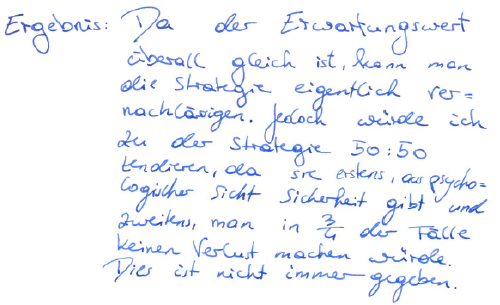 Ergebnis: Da der Erwartungswert
überall gleich ist, kann man
die Strategie eigentlich ver=
nachlässigen. Jedoch würde ich
zu der Strategie 50:50
tendieren, da sie erstens, aus psycho=
logischer Sicht Sicherheit gibt und
zweitens, man in 3/4 der Fälle
keinen Verlust machen würde.
Dies ist nicht immer gegeben.